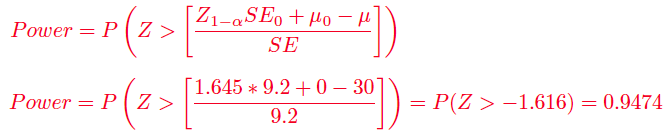 Power = P ( Z > [ (Z_{1−α}SE_0 + μ_0 − μ) / SE ] )
Power = P ( Z > [ (1.645 * 9.2 + 0 − 30) / 9.2 ] ) = P(Z > −1.616) = 0.9474